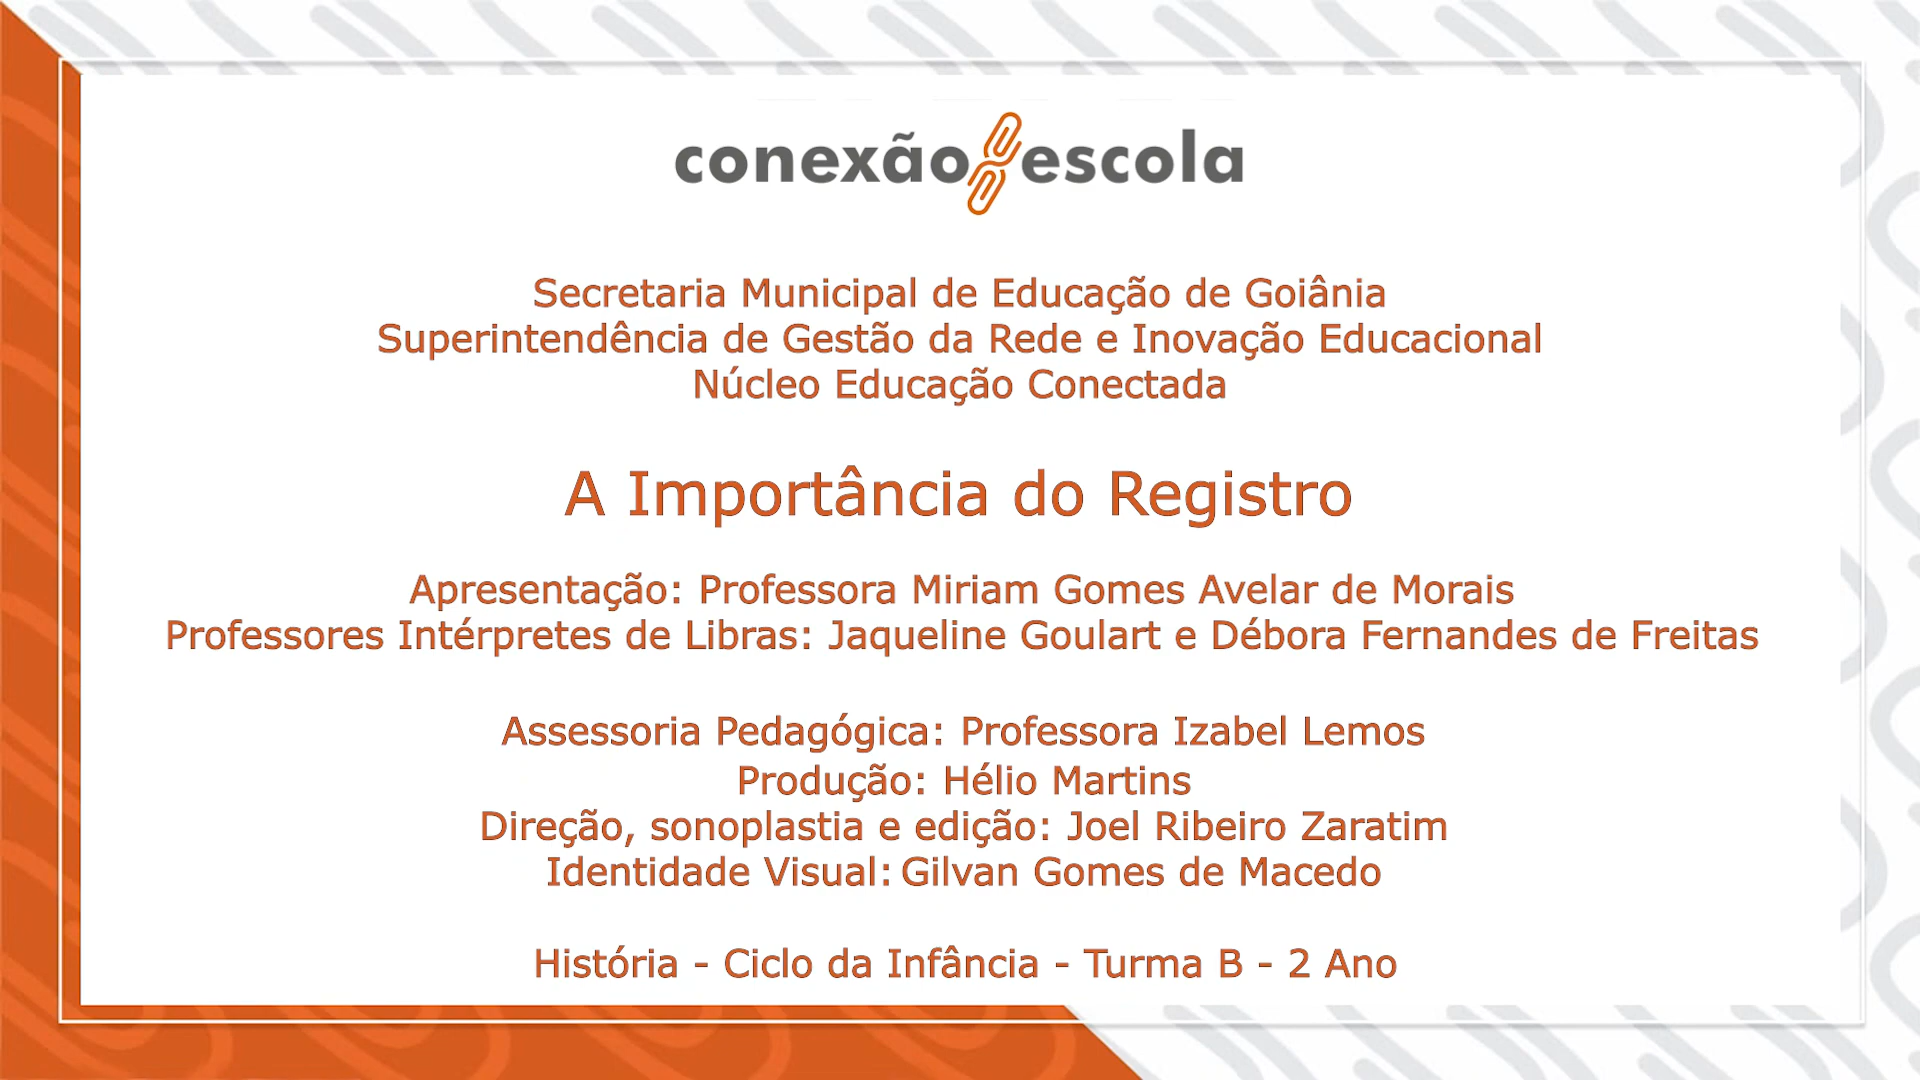 conexão escola
Secretaria Municipal de Educação de Goiânia
Superintendência de Gestão da Rede e Inovação Educacional
Núcleo Educação Conectada
A Importância do Registro
Apresentação: Professora Miriam Gomes Avelar de Morais
Professores Intérpretes de Libras: Jaqueline Goulart e Débora Fernandes de Freitas
Assessoria Pedagógica: Professora Izabel Lemos
Produção: Hélio Martins
Direção, sonoplastia e edição: Joel Ribeiro Zaratim
Identidade Visual: Gilvan Gomes de Macedo
História - Ciclo da Infância - Turma B - 2 Ano